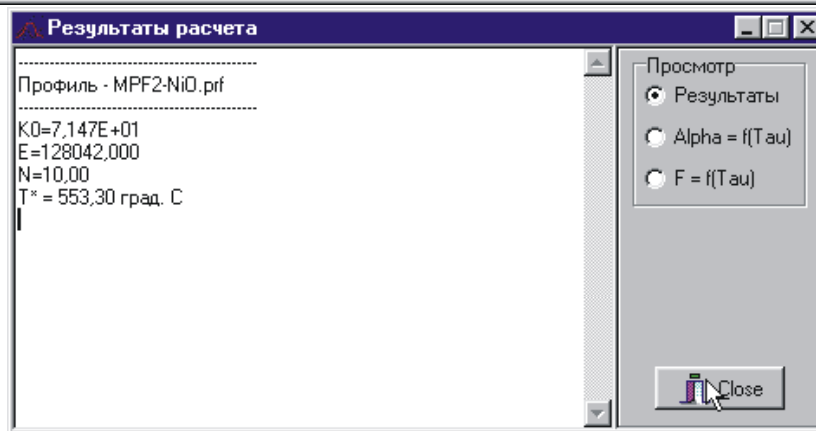 Результаты расчета
---------------------------------------------
Профиль - MPF2-NiO.prf
---------------------------------------------
K0=7,147E+01
E=128042,000
N=10,00
T* = 553,30 град. C
Просмотр
Результаты
Alpha = f(Tau)
F = f(Tau)
Close